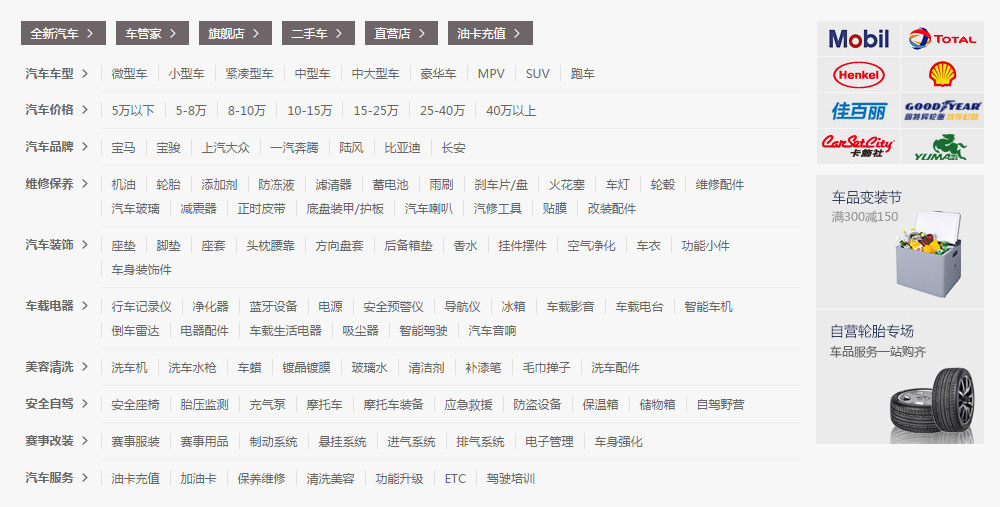 全新汽车 > 车管家 > 旗舰店 > 二手车 > 直营店 > 油卡充值 >
汽车车型 > 微型车 小型车 紧凑型车 中型车 中大型车 豪华车 MPV SUV 跑车
汽车价格 > 5万以下 5-8万 8-10万 10-15万 15-25万 25-40万 40万以上
汽车品牌 > 宝马 宝骏 上汽大众 一汽奔腾 陆风 比亚迪 长安
维修保养 > 机油 轮胎 添加剂 防冻液 滤清器 蓄电池 雨刷 刹车片/盘 火花塞 车灯 轮毂 维修配件
汽车玻璃 减震器 正时皮带 底盘装甲/护板 汽车喇叭 汽修工具 贴膜 改装配件
汽车装饰 > 座垫 脚垫 座套 头枕腰靠 方向盘套 后备箱垫 香水 挂件摆件 空气净化 车衣 功能小件
车身装饰件
车载电器 > 行车记录仪 净化器 蓝牙设备 电源 安全预警仪 导航仪 冰箱 车载影音 车载电台 智能车机
倒车雷达 电器配件 车载生活电器 吸尘器 智能驾驶 汽车音响
美容清洗 > 洗车机 洗车水枪 车蜡 镀晶镀膜 玻璃水 清洁剂 补漆笔 毛巾掸子 洗车配件
安全自驾 > 安全座椅 胎压监测 充气泵 摩托车 摩托车装备 应急救援 防盗设备 保温箱 储物箱 自驾野营
赛事改装 > 赛事服装 赛事用品 制动系统 悬挂系统 进气系统 排气系统 电子管理 车身强化
汽车服务 > 油卡充值 加油卡 保养维修 清洗美容 功能升级 ETC 驾驶培训
Mobil TOTAL
Henkel
佳百丽 GOODYEAR
固特异轮胎
CarSetCity
卡饰社 YUMA
车品变装节
满300减150
自营轮胎专场
车品服务一站购齐